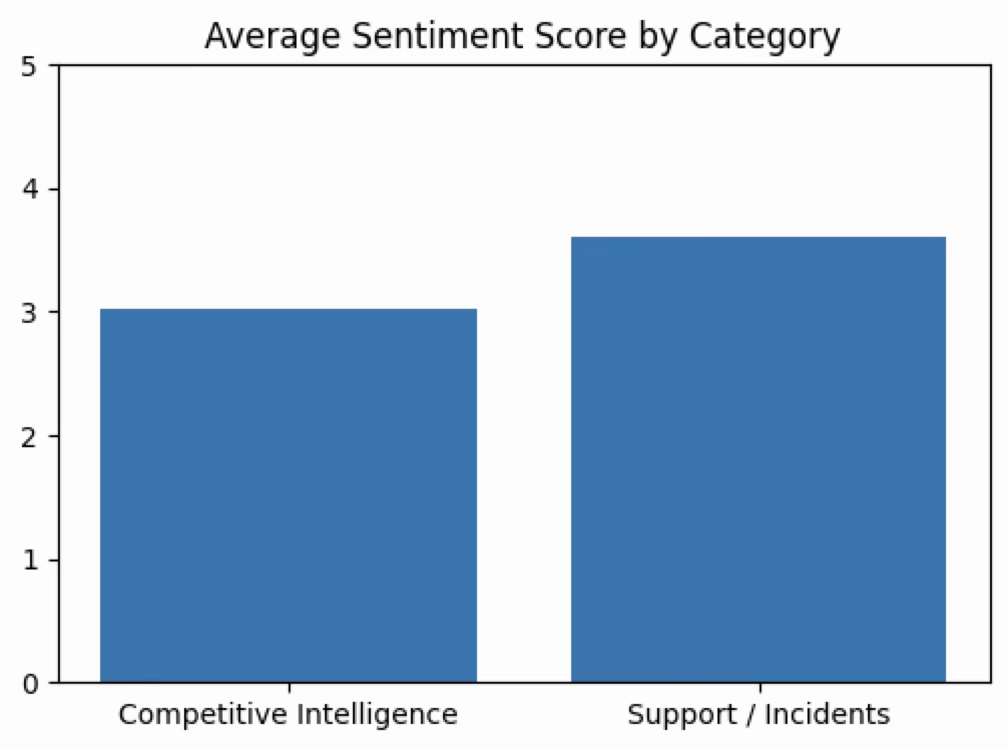 Average Sentiment Score by Category
5
4
3
2
1
0
Competitive Intelligence
Support / Incidents